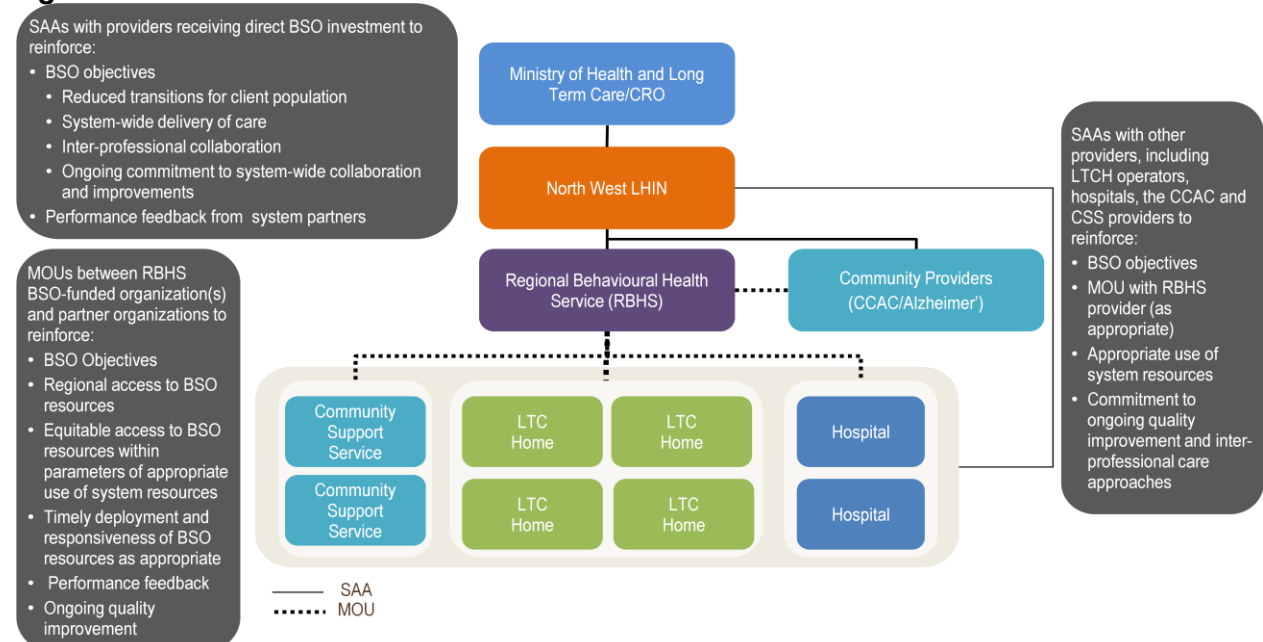 SAAs with providers receiving direct BSO investment to
reinforce:
• BSO objectives
• Reduced transitions for client population
• System-wide delivery of care
• Inter-professional collaboration
• Ongoing commitment to system-wide collaboration
and improvements
• Performance feedback from system partners
MOUs between RBHS
BSO-funded organization(s)
and partner organizations to
reinforce:
• BSO Objectives
• Regional access to BSO
resources
• Equitable access to BSO
resources within
parameters of appropriate
use of system resources
• Timely deployment and
responsiveness of BSO
resources as appropriate
• Performance feedback
• Ongoing quality
improvement
Ministry of Health and Long
Term Care/CRO
North West LHIN
Regional Behavioural Health
Service (RBHS)
Community Providers
(CCAC/Alzheimer')
Community
Support
Service
LTC
Home
LTC
Home
Hospital
Community
Support
Service
LTC
Home
LTC
Home
Hospital
SAA
MOU
SAAs with other
providers, including
LTCH operators,
hospitals, the CCAC and
CSS providers to
reinforce:
• BSO objectives
• MOU with RBHS
provider (as
appropriate)
• Appropriate use of
system resources
• Commitment to
ongoing quality
improvement and inter-
professional care
approaches